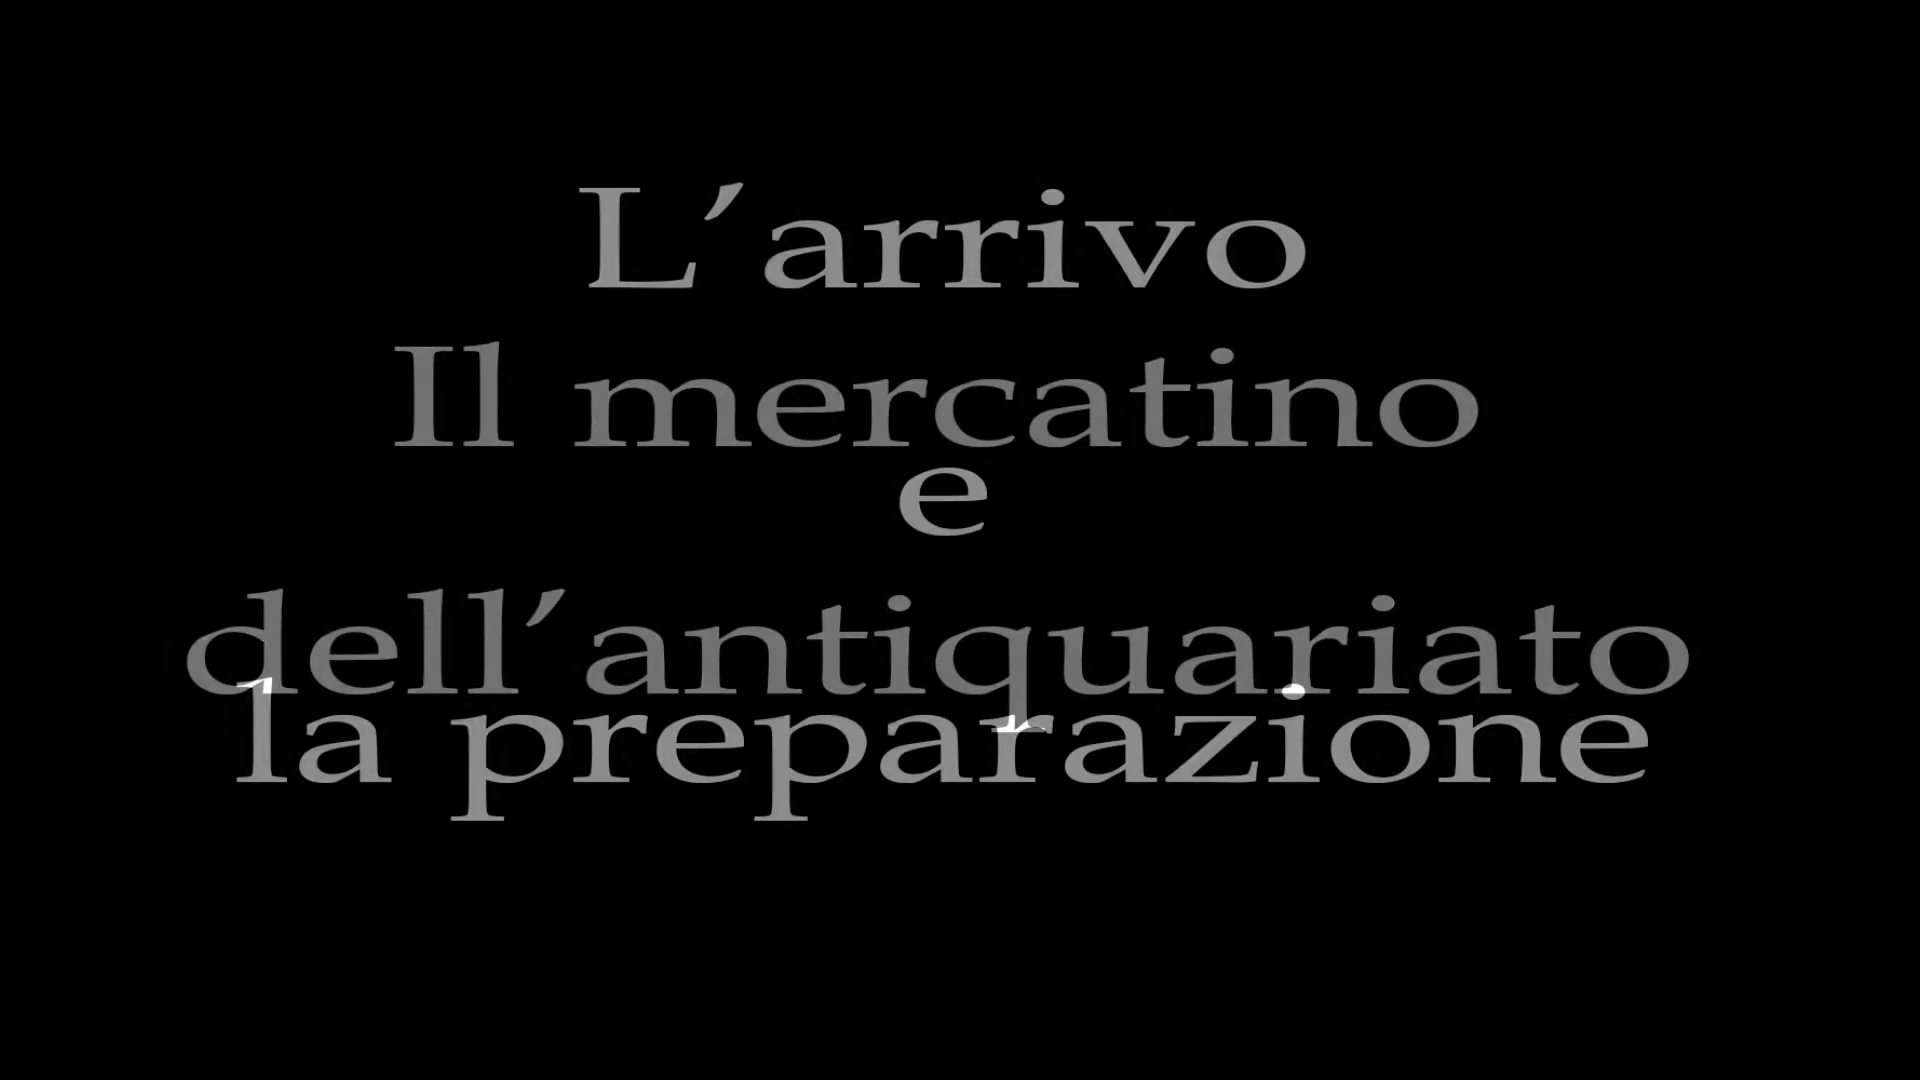 L'arrivo
Il mercatino
e
dell'antiquariato
la preparazione